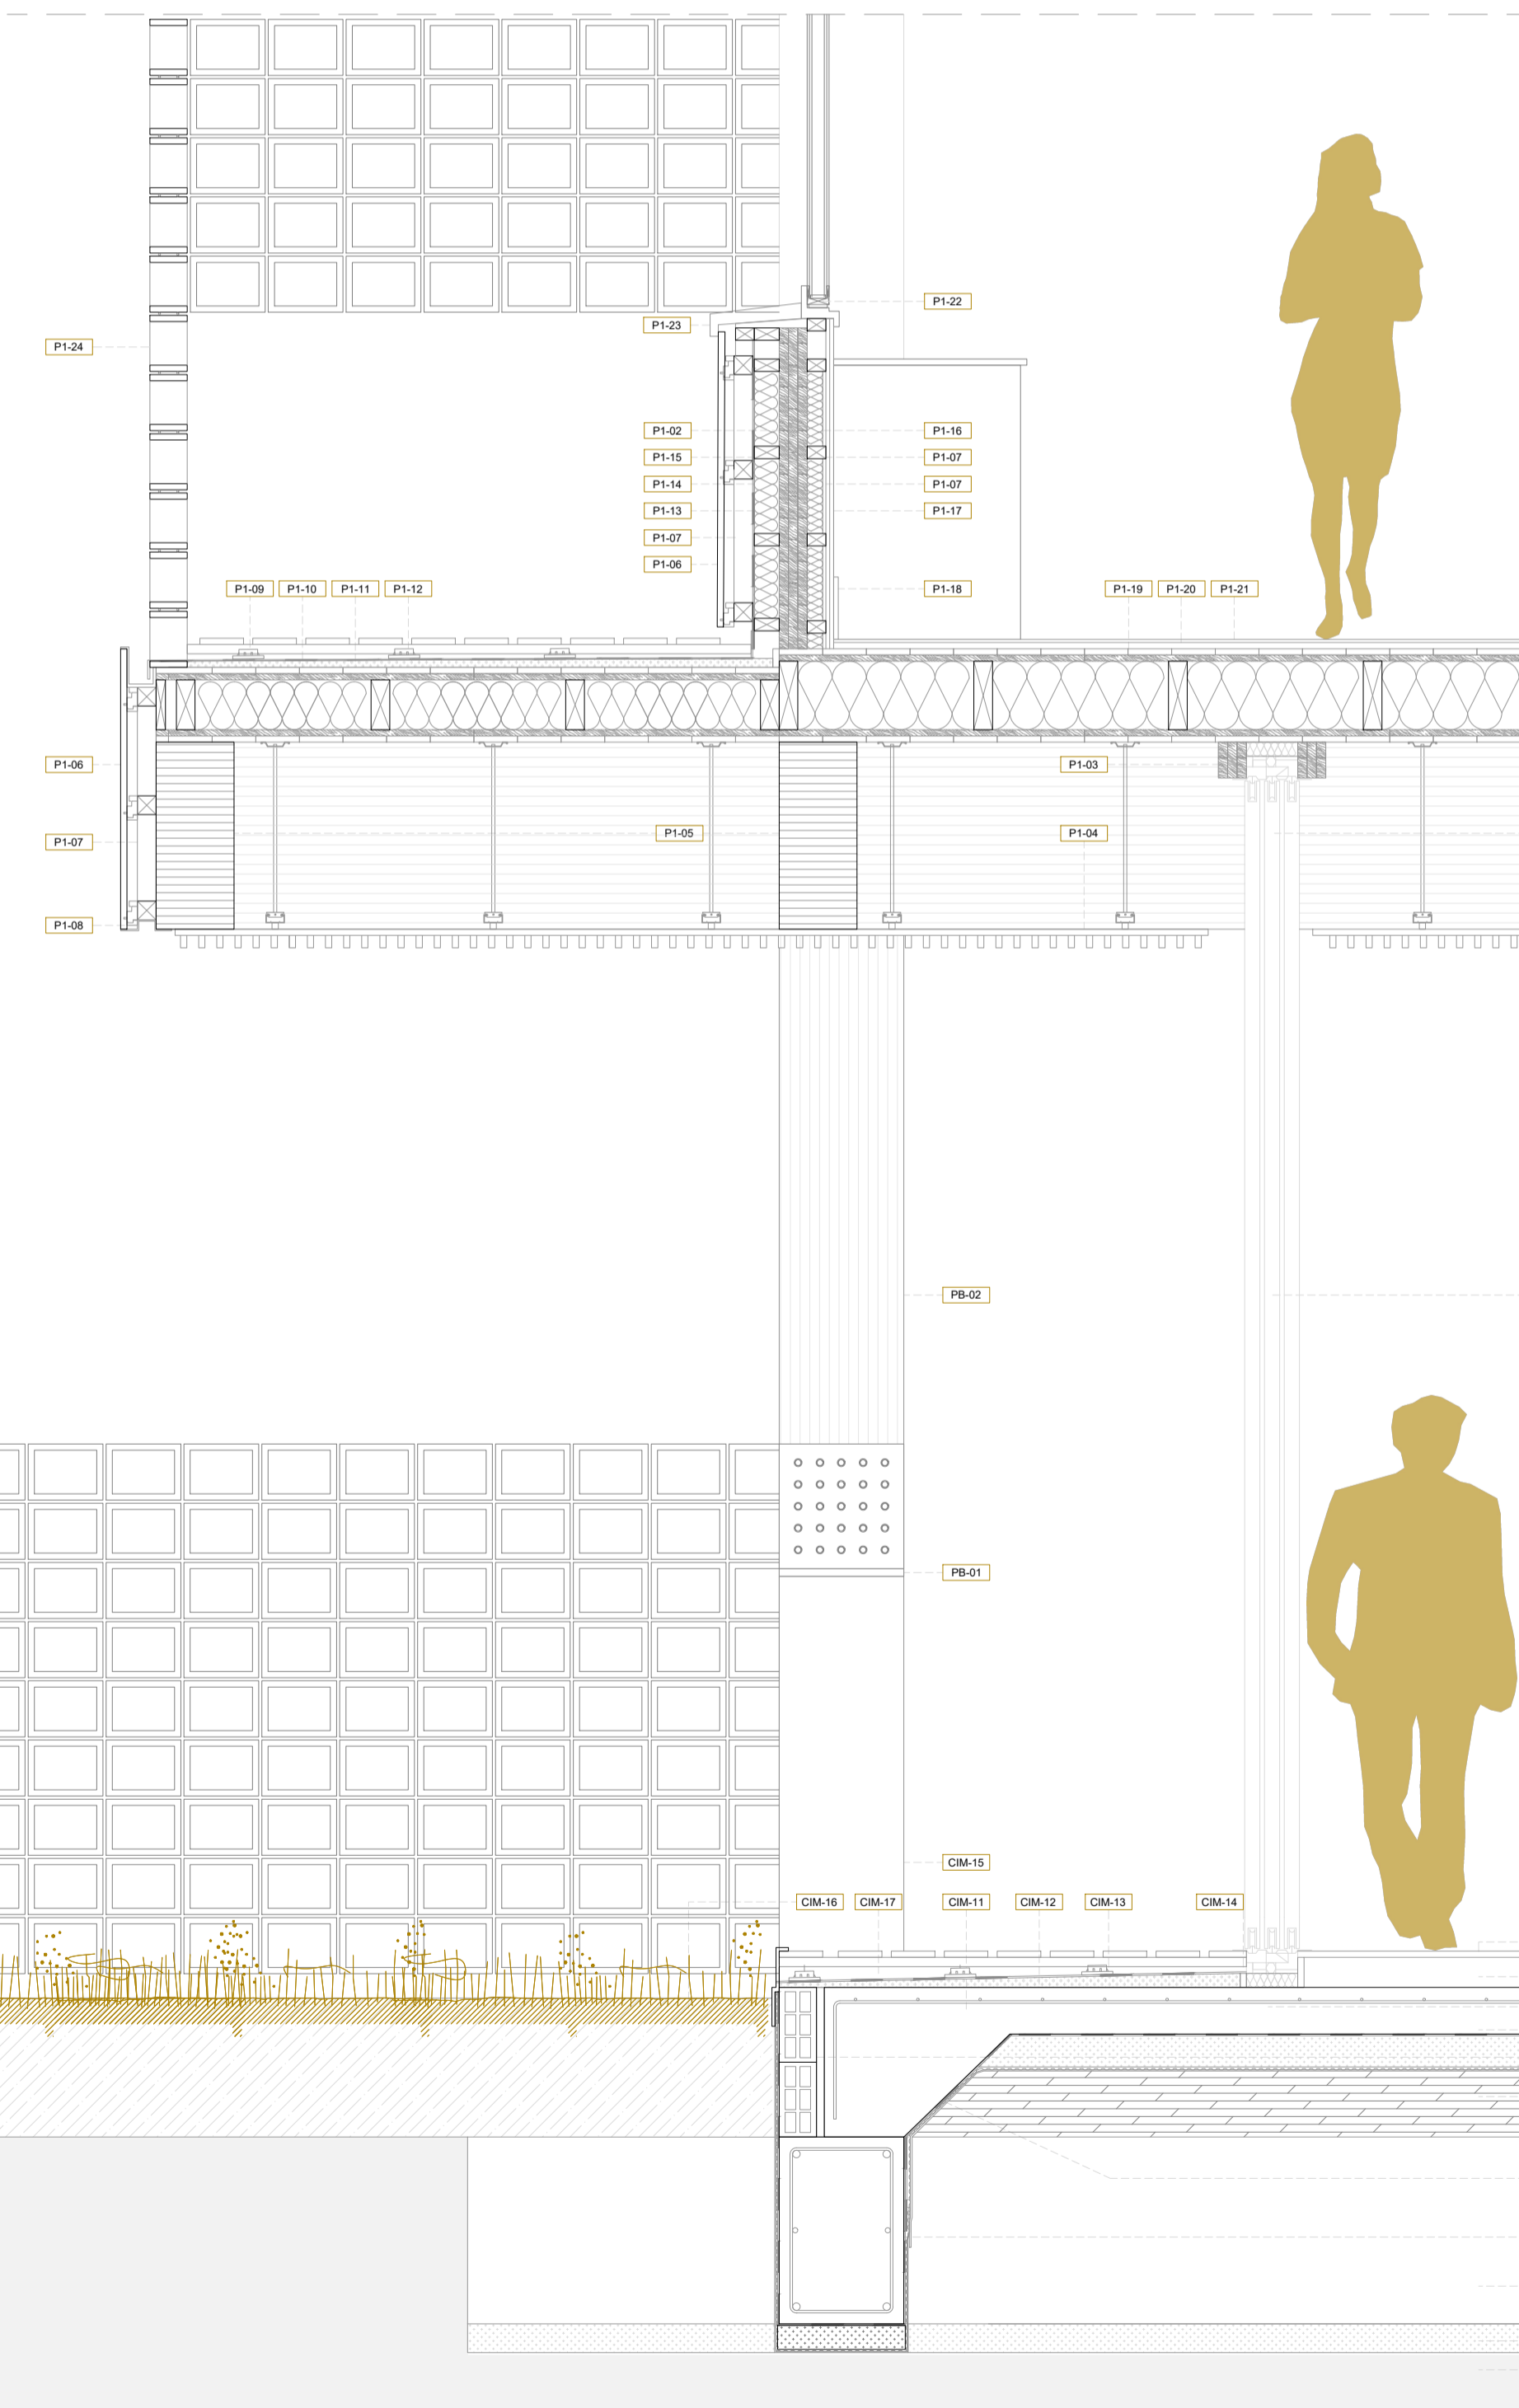 P1-22
P1-23
P1-24
P1-02
P1-16
P1-15
P1-07
P1-14
P1-07
P1-13
P1-17
P1-07
P1-06
P1-09 P1-10 P1-11 P1-12
P1-18
P1-19 P1-20 P1-21
P1-06
P1-03
P1-05
P1-04
P1-07
P1-08
PB-02
PB-01
CIM-15
CIM-16 CIM-17 CIM-11 CIM-12 CIM-13 CIM-14